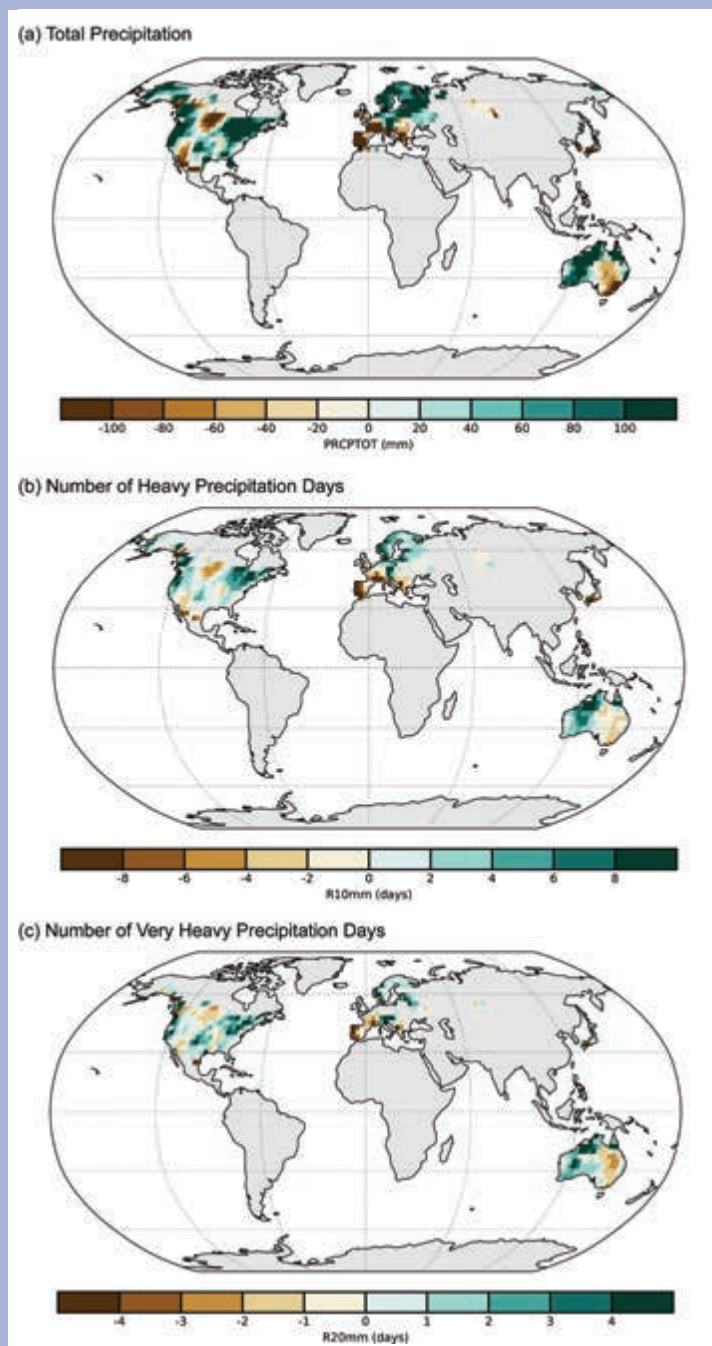 (a) Total Precipitation
-100 -80 -60 -40 -20 0 20 40 60 80 100
PRCPTOT (mm)
(b) Number of Heavy Precipitation Days
-8 -6 -4 -2 0 2 4 6 8
R10mm (days)
(c) Number of Very Heavy Precipitation Days
-4 -3 -2 -1 0 1 2 3 4
R20mm (days)